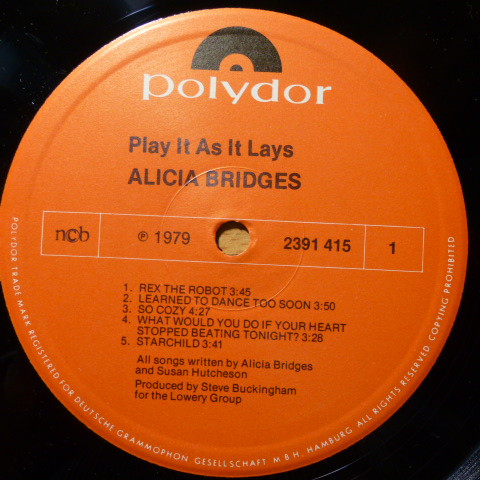 polydor
Play It As It Lays
ALICIA BRIDGES
ncb
℗ 1979
2391 415
1
1. REX THE ROBOT 3:45
2. LEARNED TO DANCE TOO SOON 3:50
3. SO COZY 4:27
4. WHAT WOULD YOU DO IF YOUR HEART
STOPPED BEATING TONIGHT? 3:28
5. STARCHILD 3:41
All songs written by Alicia Bridges
and Susan Hutcheson
Produced by Steve Buckingham
for the Lowery Group
POLYDOR TRADE MARK REGISTERED FOR DEUTSCHE GRAMMOPHON GESELLSCHAFT M.B.H. HAMBURG ALL RIGHTS RESERVED. COPYING PROHIBITED